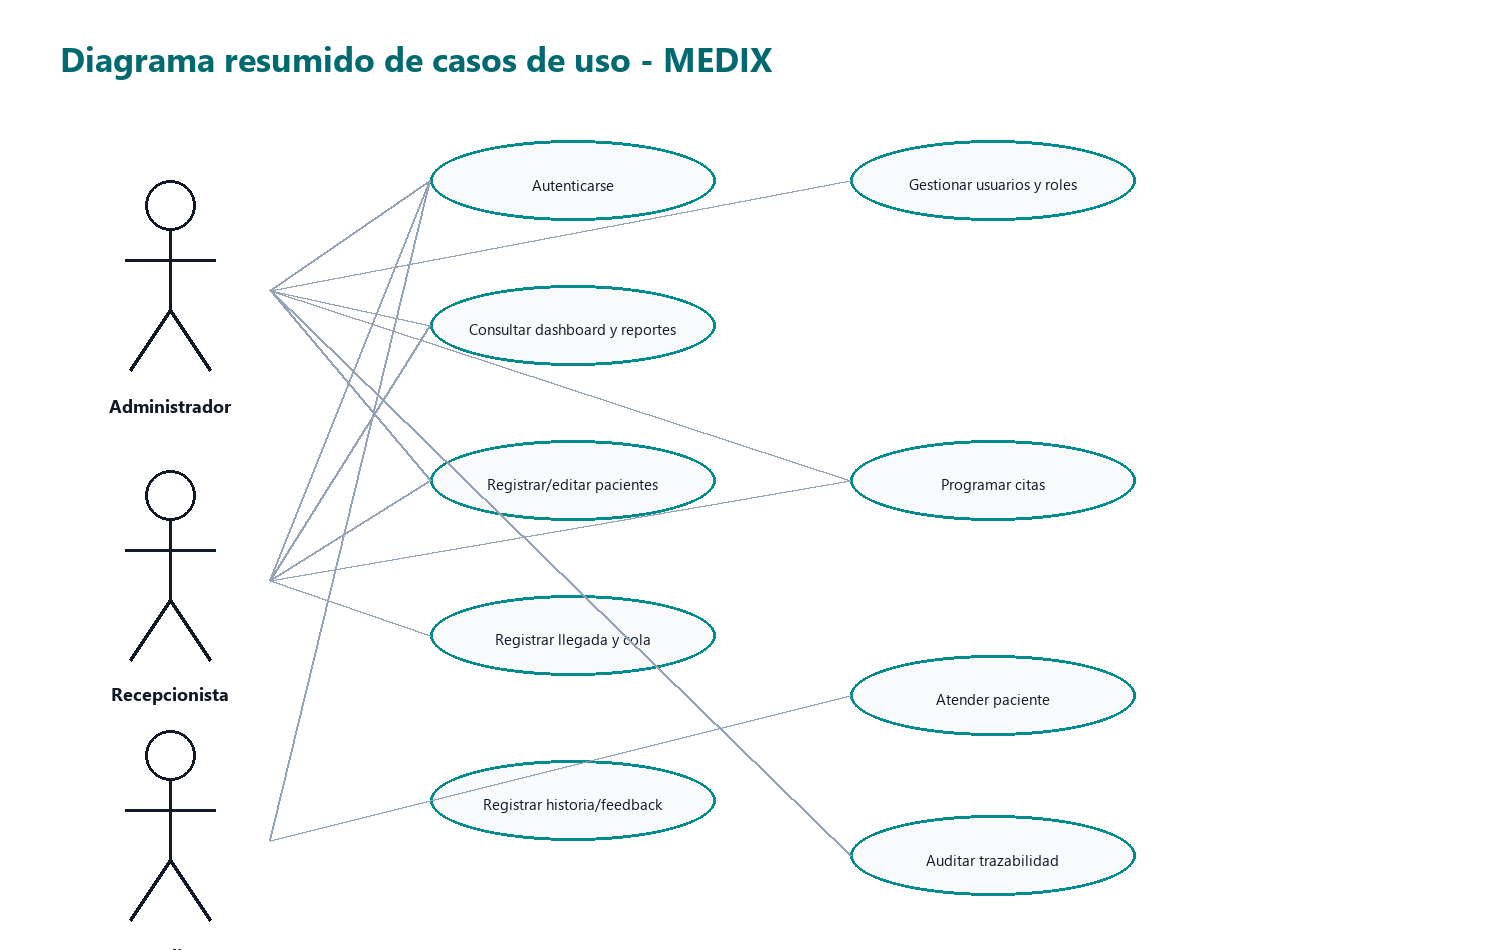 Diagrama resumido de casos de uso - MEDIX
Autenticarse
Gestionar usuarios y roles
Consultar dashboard y reportes
Administrador
Registrar/editar pacientes
Programar citas
Registrar llegada y cola
Recepcionista
Atender paciente
Registrar historia/feedback
Auditar trazabilidad